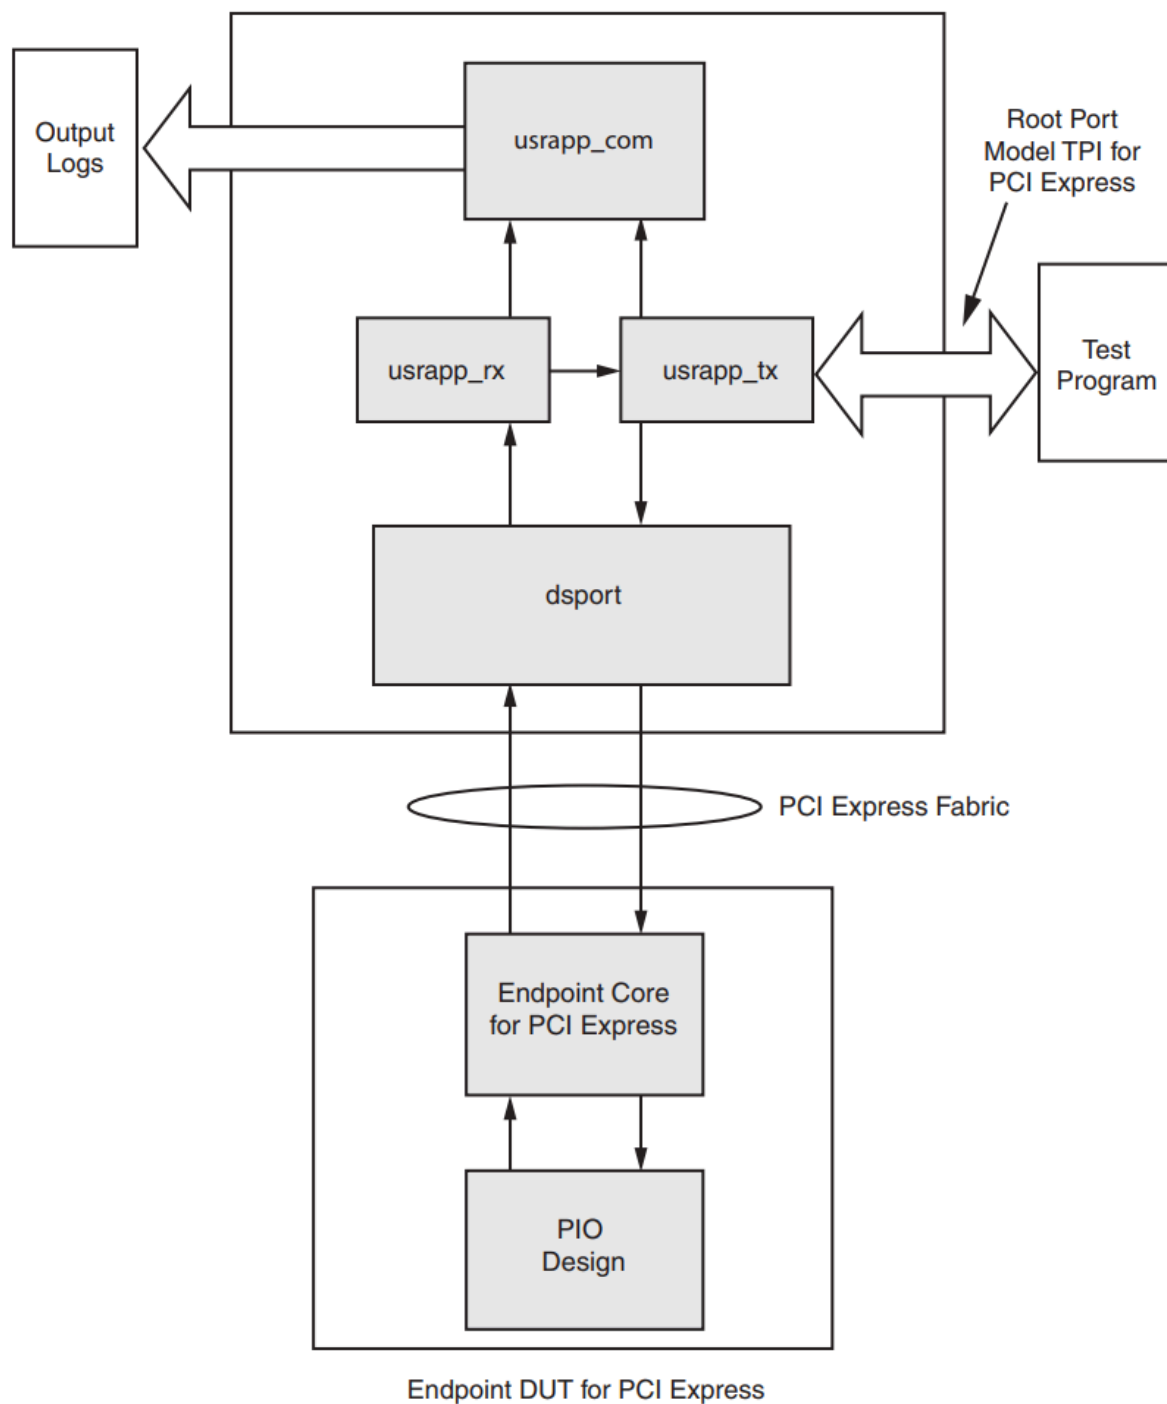 Output
Logs
usrapp_com
Root Port
Model TPI for
PCI Express
usrapp_rx
usrapp_tx
Test
Program
dsport
PCI Express Fabric
Endpoint Core
for PCI Express
PIO
Design
Endpoint DUT for PCI Express